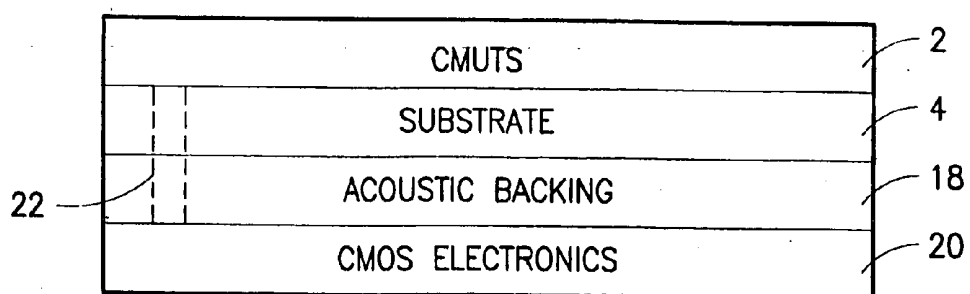 CMUTS 2
SUBSTRATE 4
22 ACOUSTIC BACKING 18
CMOS ELECTRONICS 20